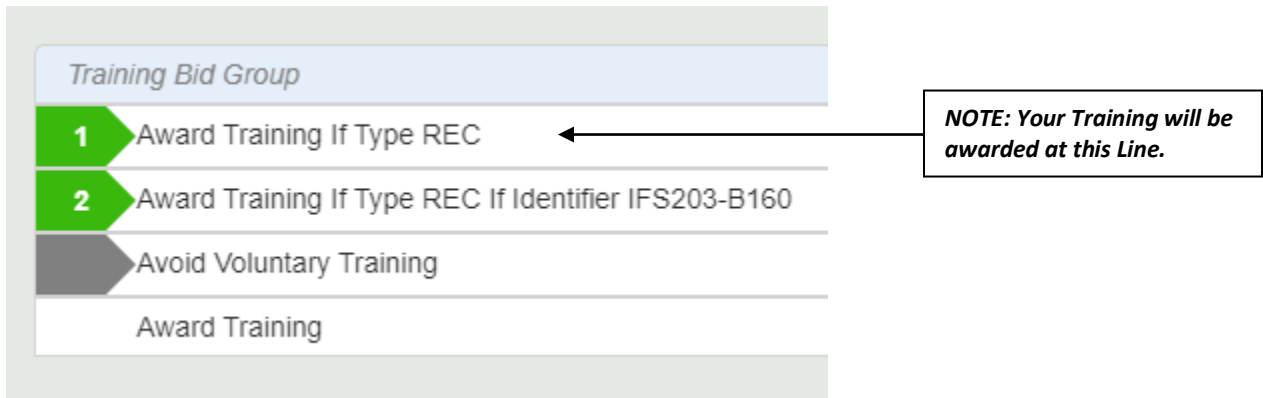 Training Bid Group
1 Award Training If Type REC
NOTE: Your Training will be
awarded at this Line.
2 Award Training If Type REC If Identifier IFS203-B160
Avoid Voluntary Training
Award Training